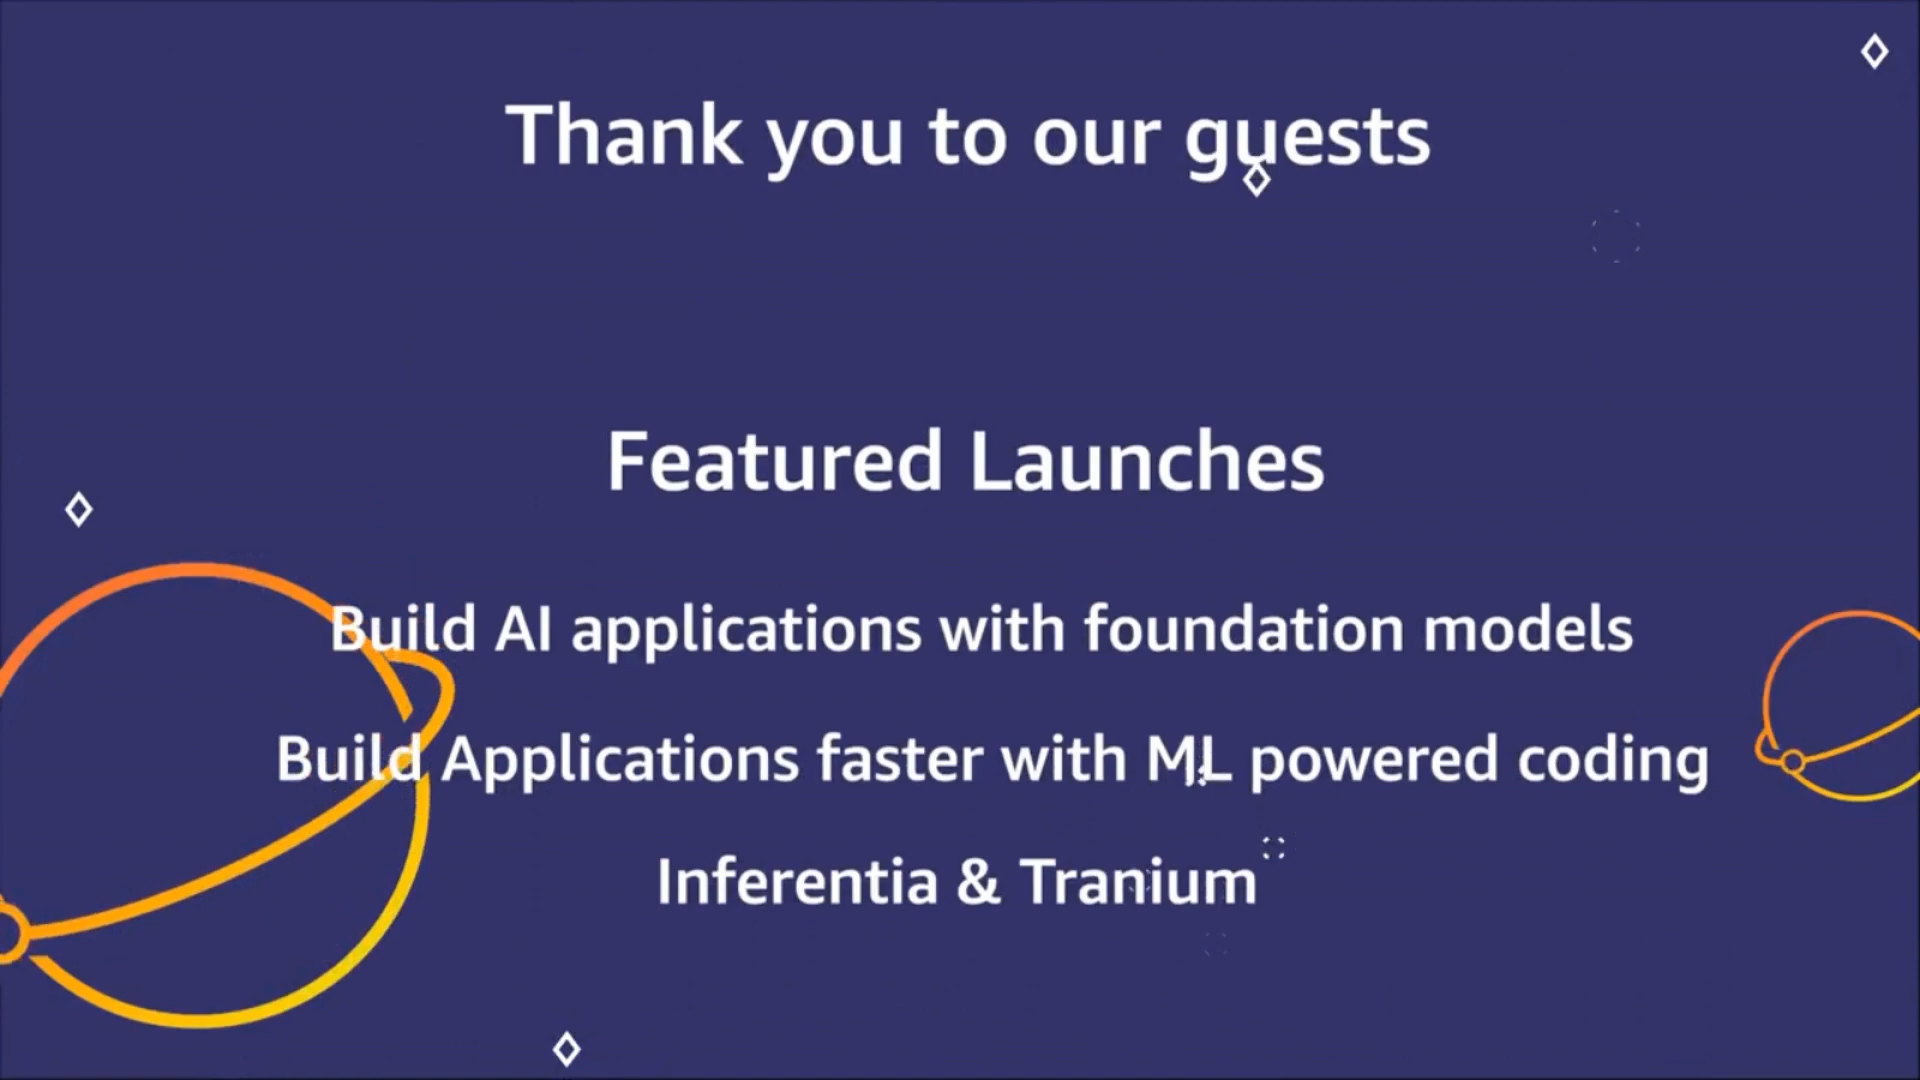 Thank you to our guests
Featured Launches
Build AI applications with foundation models
Build Applications faster with ML powered coding
Inferentia & Tranium